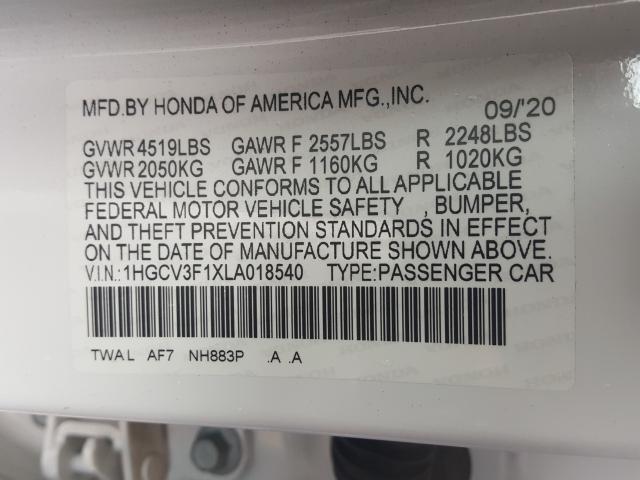 MFD.BY HONDA OF AMERICA MFG.,INC. 09/'20
GVWR 4519LBS GAWR F 2557LBS R 2248LBS
GVWR 2050KG GAWR F 1160KG R 1020KG
THIS VEHICLE CONFORMS TO ALL APPLICABLE
FEDERAL MOTOR VEHICLE SAFETY , BUMPER,
AND THEFT PREVENTION STANDARDS IN EFFECT
ON THE DATE OF MANUFACTURE SHOWN ABOVE.
V.I.N.:1HGCV3F1XLA018540 TYPE:PASSENGER CAR
TWAL AF7 NH883P .A .A